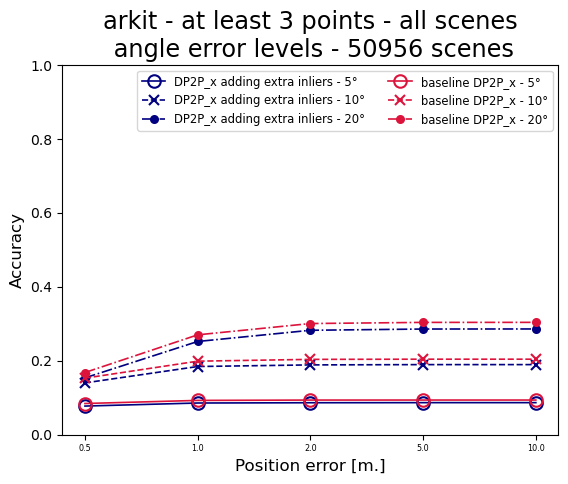 arkit - at least 3 points - all scenes
angle error levels - 50956 scenes
DP2P_x adding extra inliers - 5°
DP2P_x adding extra inliers - 10°
DP2P_x adding extra inliers - 20°
baseline DP2P_x - 5°
baseline DP2P_x - 10°
baseline DP2P_x - 20°
1.0
0.8
0.6
0.4
0.2
0.0
Accuracy
0.5 1.0 2.0 5.0 10.0
Position error [m.]